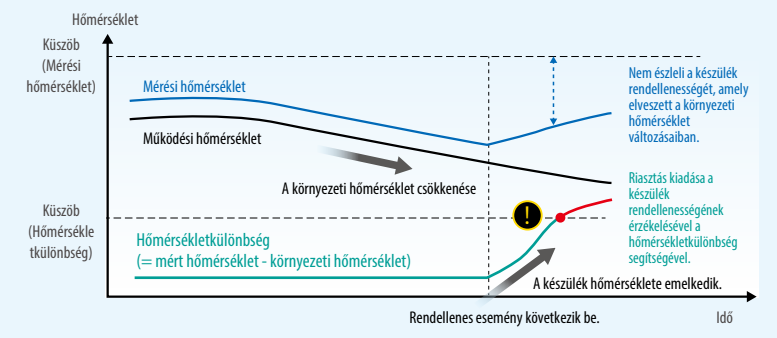 Hőmérséklet
Küszöb
(Mérési
hőmérséklet)
Mérési hőmérséklet
Működési hőmérséklet
A környezeti hőmérséklet csökkenése
Nem észleli a készülék
rendellenességét, amely
elveszett a környezeti
hőmérséklet
változásaiban.
Küszöb
(Hőmérsékle
tkülönbség)
Hőmérsékletkülönbség
(= mért hőmérséklet - környezeti hőmérséklet)
!
Riasztás kiadása a
készülék
rendellenességének
érzékelésével a
hőmérsékletkülönbség
segítségével.
A készülék hőmérséklete emelkedik.
Rendellenes esemény következik be.
Idő